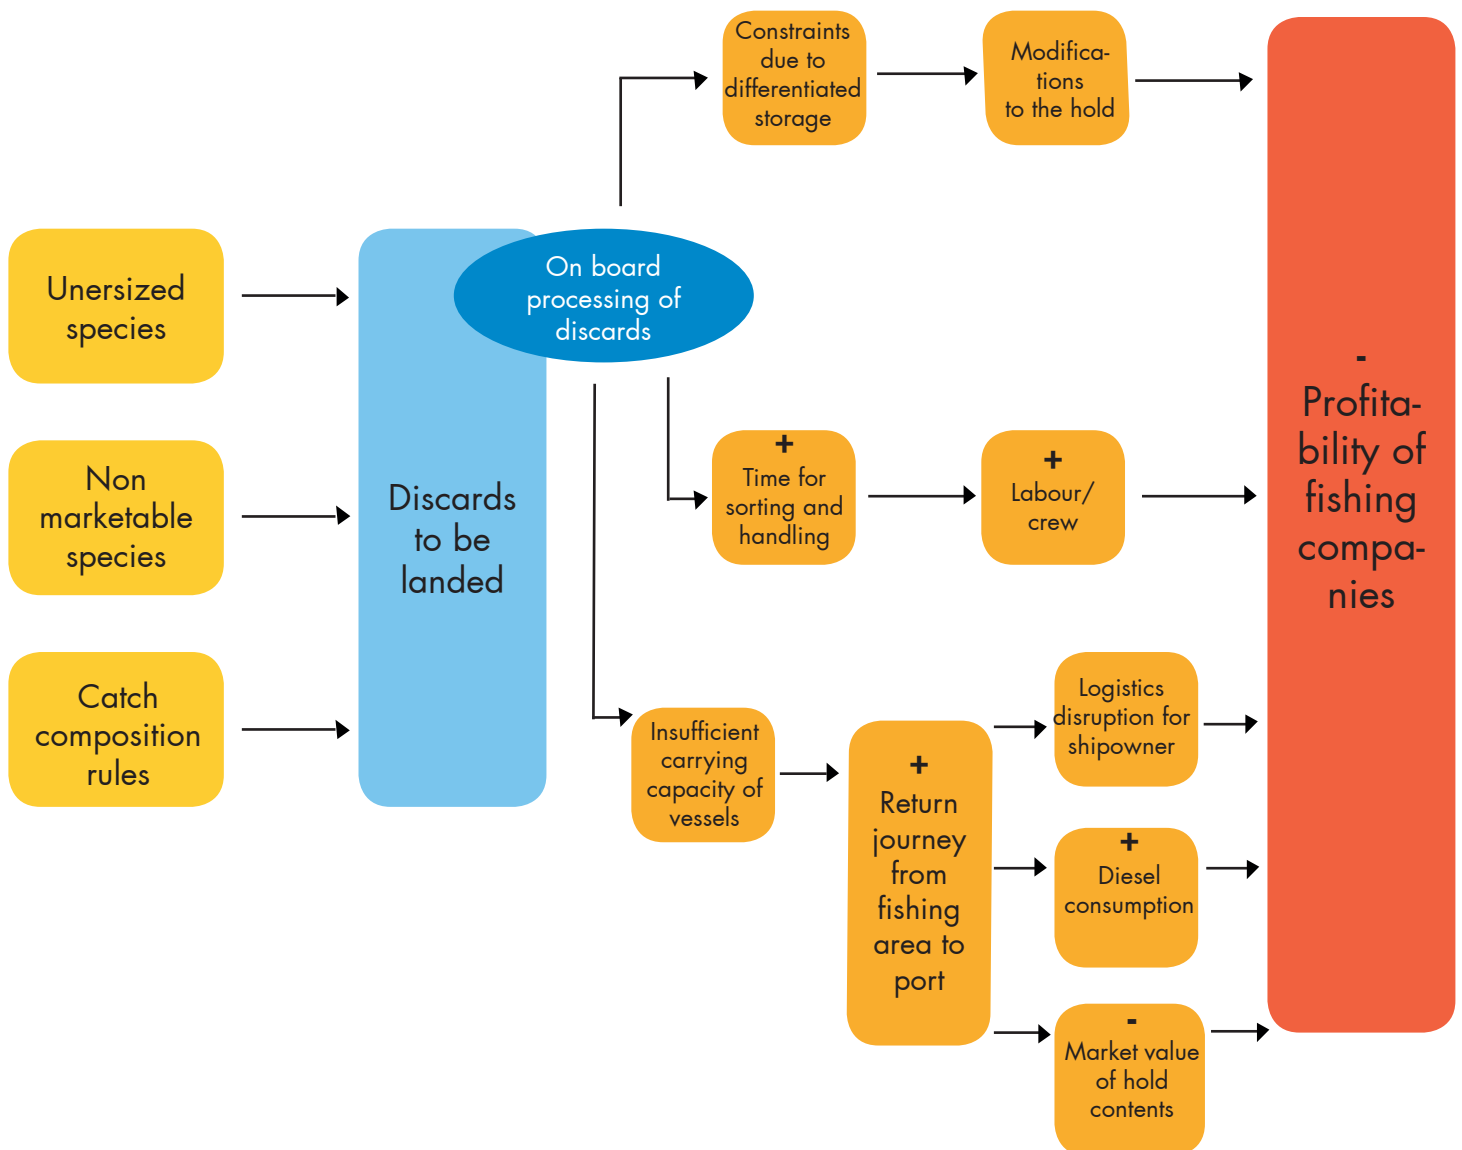 Constraints
due to
differentiated
storage
Modifica-
tions
to the hold
Unersized
species
On board
processing of
discards
Non
marketable
species
Discards
to be
landed
Catch
composition
rules
+
Time for
sorting and
handling
+
Labour/
crew
Insufficient
carrying
capacity of
vessels
+
Return
journey
from
fishing
area to
port
Logistics
disruption for
shipowner
+
Diesel
consumption
-
Market value
of hold
contents
-
Profita-
bility of
fishing
compa-
nies